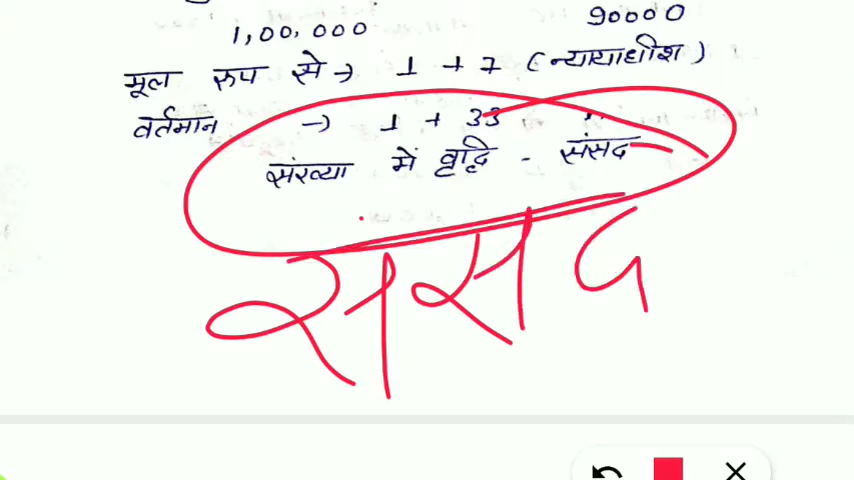 1,00,000 90000
मूल रूप से → 1 + 7 (न्यायाधीश)
वर्तमान → 1 + 33 "
संख्या में वृद्धि - संसद
संसद